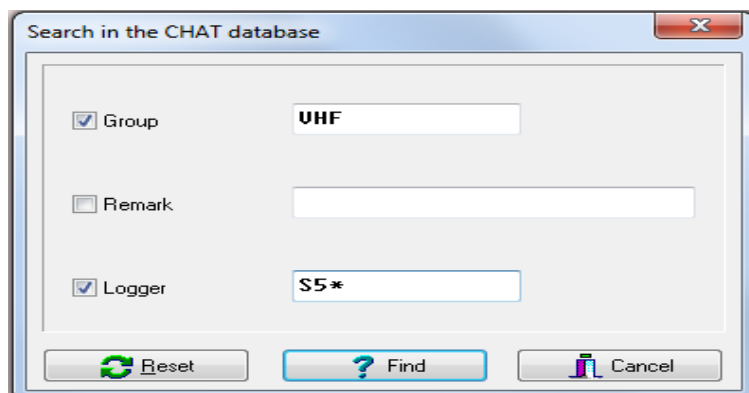 Search in the CHAT database
Group VHF
Remark
Logger S5*
Reset ? Find Cancel